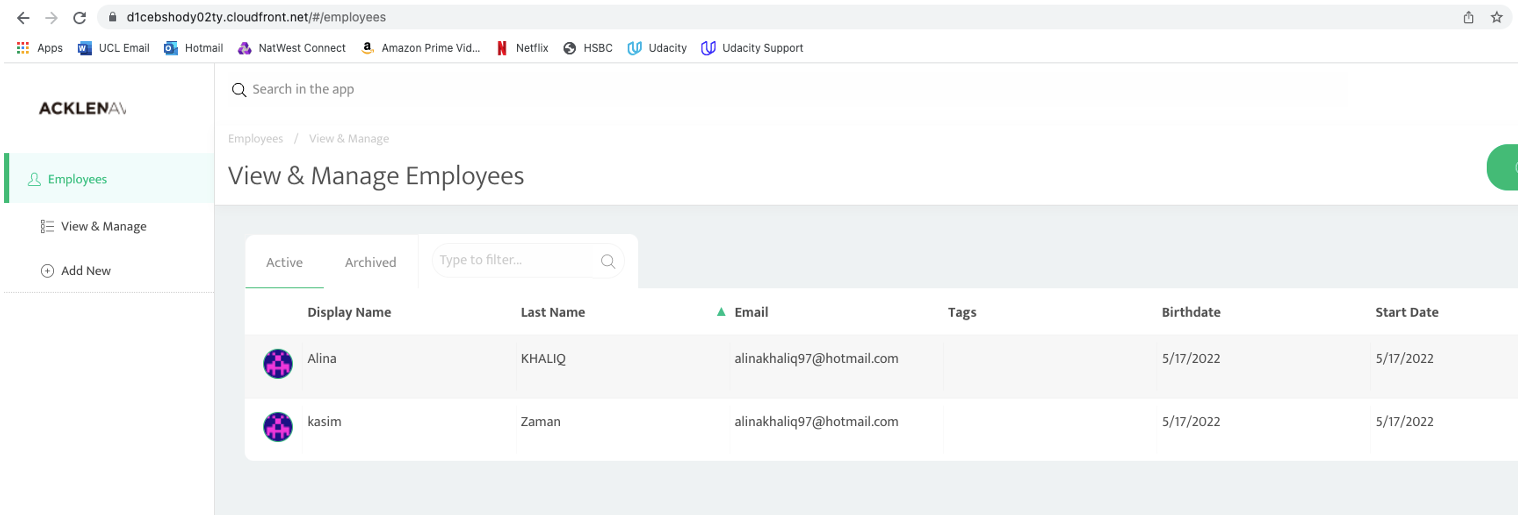 d1cebshody02ty.cloudfront.net/#/employees
Apps UCL Email Hotmail NatWest Connect Amazon Prime Vid... Netflix HSBC Udacity Udacity Support
ACKLENAV
Search in the app
Employees / View & Manage
View & Manage Employees
Employees
View & Manage
Add New
Active Archived Type to filter...
Display Name Last Name Email Tags Birthdate Start Date
Alina KHALIQ alinakhaliq97@hotmail.com 5/17/2022 5/17/2022
kasim Zaman alinakhaliq97@hotmail.com 5/17/2022 5/17/2022